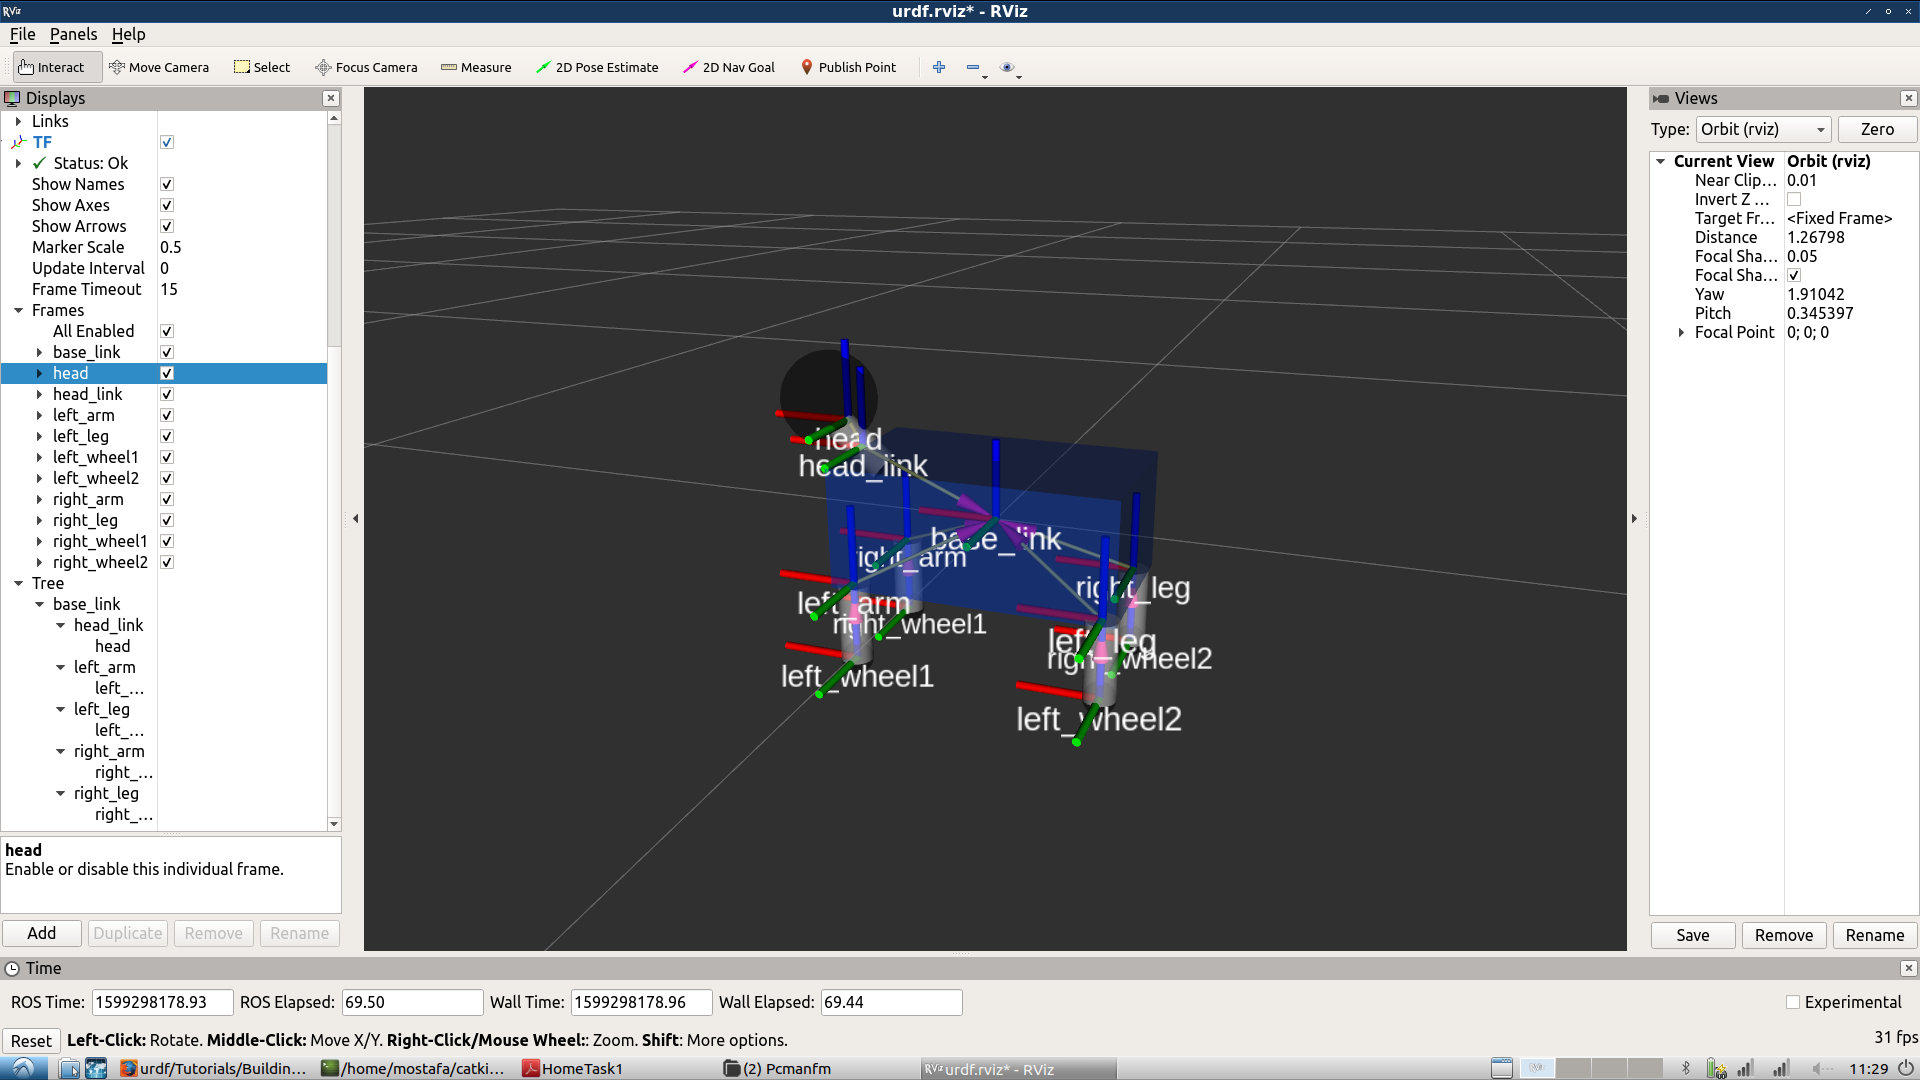 RViz
urdf.rviz* - RViz
File Panels Help
Interact Move Camera Select Focus Camera Measure 2D Pose Estimate 2D Nav Goal Publish Point
Displays
Links
TF
Status: Ok
Show Names
Show Axes
Show Arrows
Marker Scale 0.5
Update Interval 0
Frame Timeout 15
Frames
All Enabled
base_link
head
head_link
left_arm
left_leg
left_wheel1
left_wheel2
right_arm
right_leg
right_wheel1
right_wheel2
Tree
base_link
head_link
head
left_arm
left_...
left_leg
left_...
right_arm
right_...
right_leg
right_...
head
Enable or disable this individual frame.
Add Duplicate Remove Rename
head
head_link
base_link
right_arm
right_leg
left_arm
right_wheel1
left_leg
right_wheel2
left_wheel1
left_wheel2
Views
Type: Orbit (rviz) Zero
Current View Orbit (rviz)
Near Clip... 0.01
Invert Z ...
Target Fr... <Fixed Frame>
Distance 1.26798
Focal Sha... 0.05
Focal Sha...
Yaw 1.91042
Pitch 0.345397
Focal Point 0; 0; 0
Save Remove Rename
Time
ROS Time: 1599298178.93 ROS Elapsed: 69.50 Wall Time: 1599298178.96 Wall Elapsed: 69.44 Experimental
Reset Left-Click: Rotate. Middle-Click: Move X/Y. Right-Click/Mouse Wheel:: Zoom. Shift: More options. 31 fps
urdf/Tutorials/Buildin... /home/mostafa/catki... HomeTask1 (2) Pcmanfm RViz urdf.rviz* - RViz 11:29